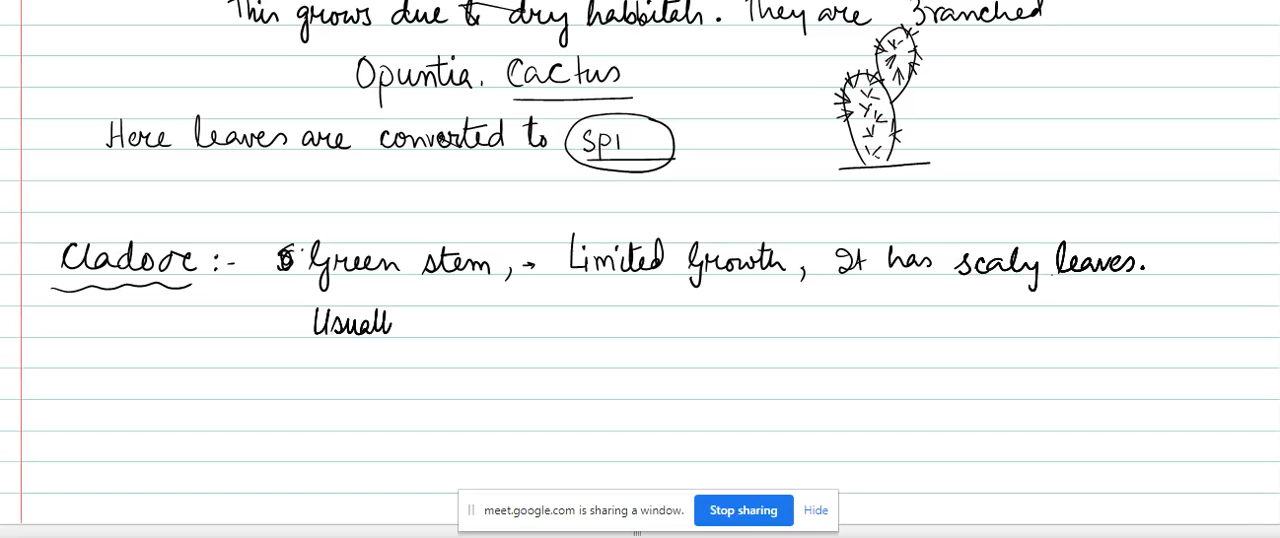 This grows due to dry habbitats. They are Branched
Opuntia. Cactus
Here leaves are converted to spi
Cladode :- Green stem, → Limited Growth, It has scaly leaves.
Usuall
meet.google.com is sharing a window. Stop sharing Hide